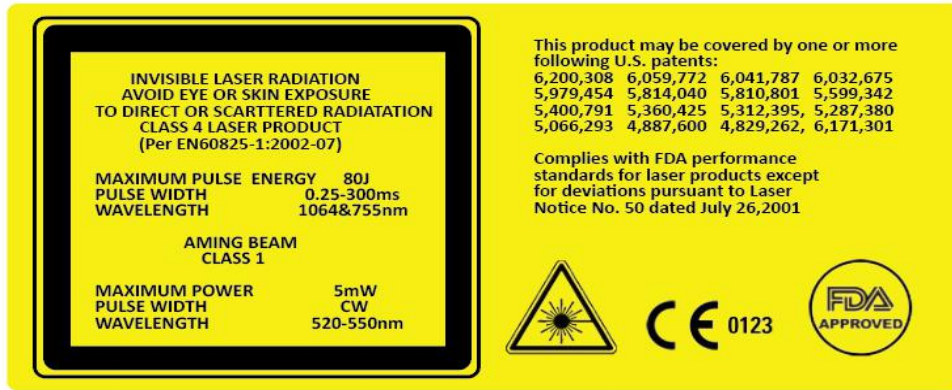 INVISIBLE LASER RADIATION
AVOID EYE OR SKIN EXPOSURE
TO DIRECT OR SCARTTERED RADIATATION
CLASS 4 LASER PRODUCT
(Per EN60825-1:2002-07)
MAXIMUM PULSE ENERGY 80J
PULSE WIDTH 0.25-300ms
WAVELENGTH 1064&755nm
AMING BEAM
CLASS 1
MAXIMUM POWER 5mW
PULSE WIDTH CW
WAVELENGTH 520-550nm
This product may be covered by one or more
following U.S. patents:
6,200,308 6,059,772 6,041,787 6,032,675
5,979,454 5,814,040 5,810,801 5,599,342
5,400,791 5,360,425 5,312,395, 5,287,380
5,066,293 4,887,600 4,829,262, 6,171,301
Complies with FDA performance
standards for laser products except
for deviations pursuant to Laser
Notice No. 50 dated July 26,2001
CE 0123
FDA
APPROVED